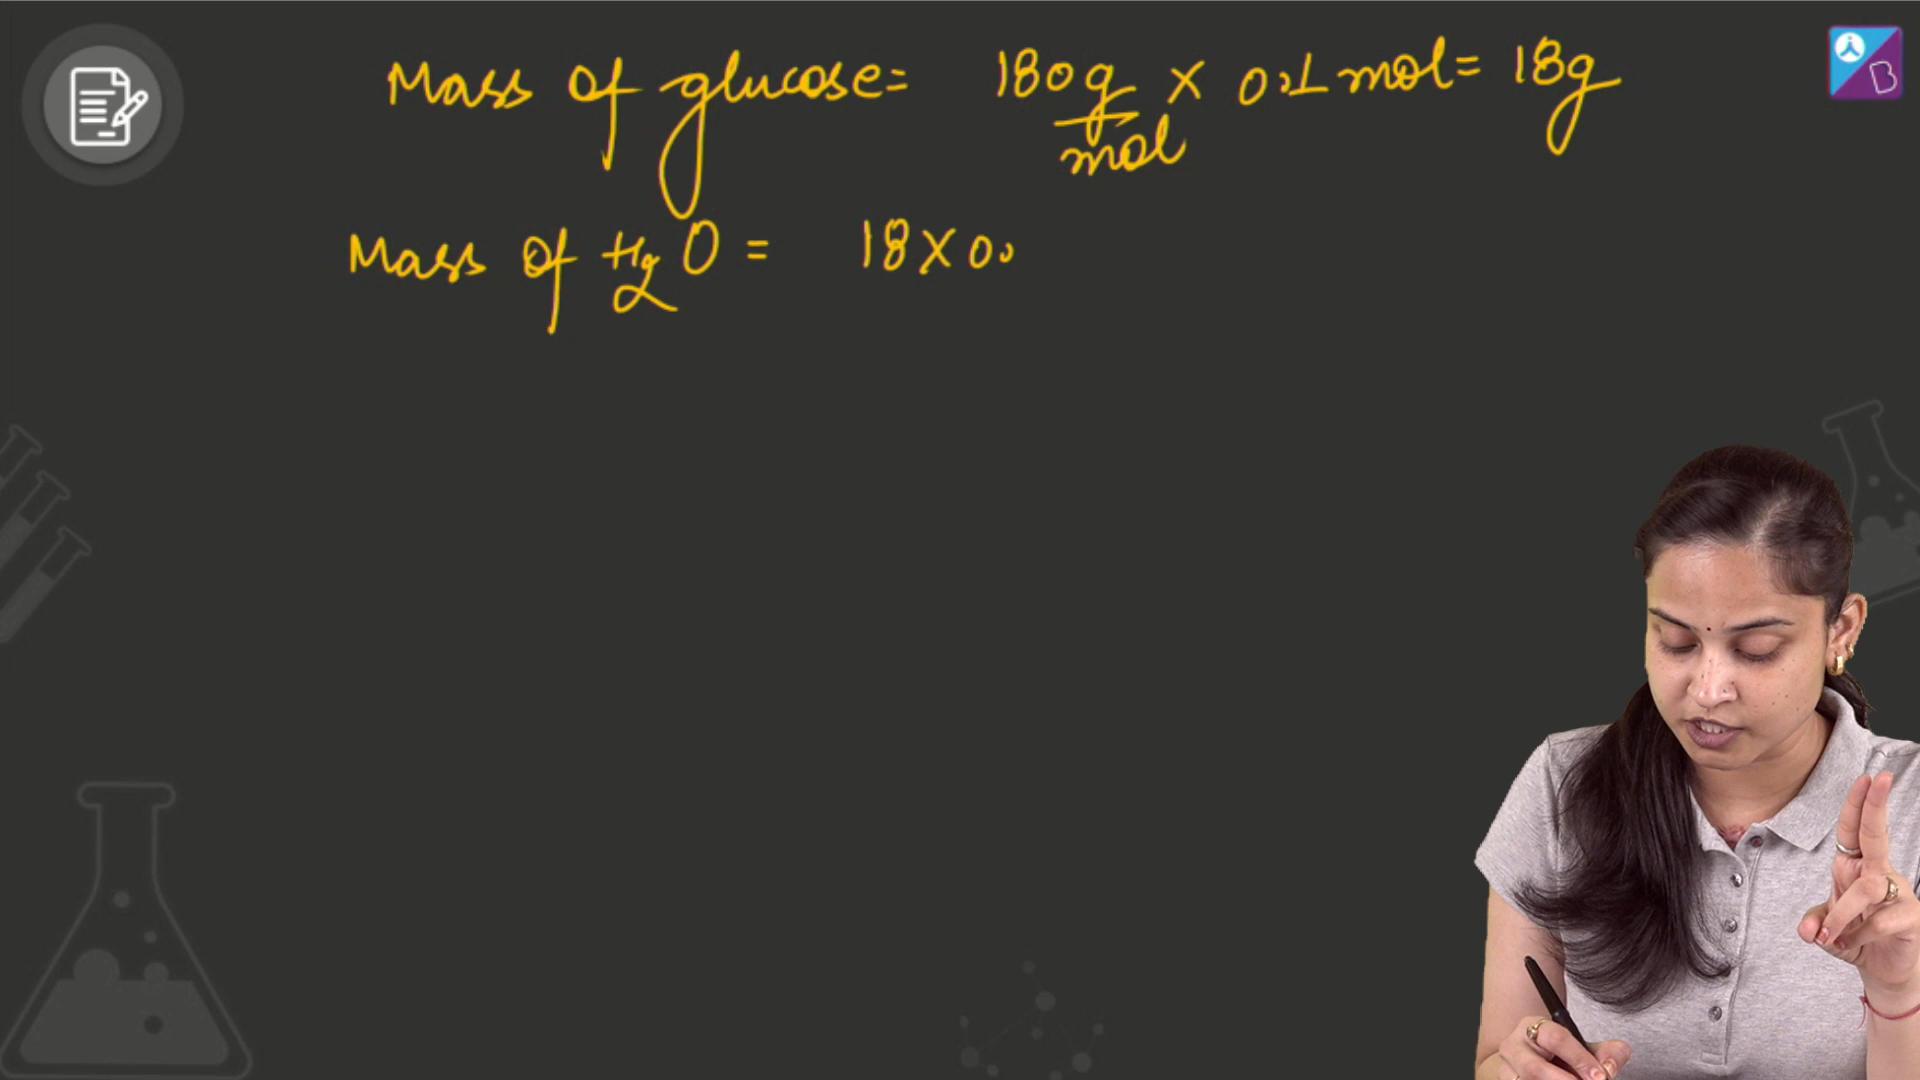 Mass of glucose = 180g/mol × 0.1 mol = 18g
Mass of H2O = 18 × 0.